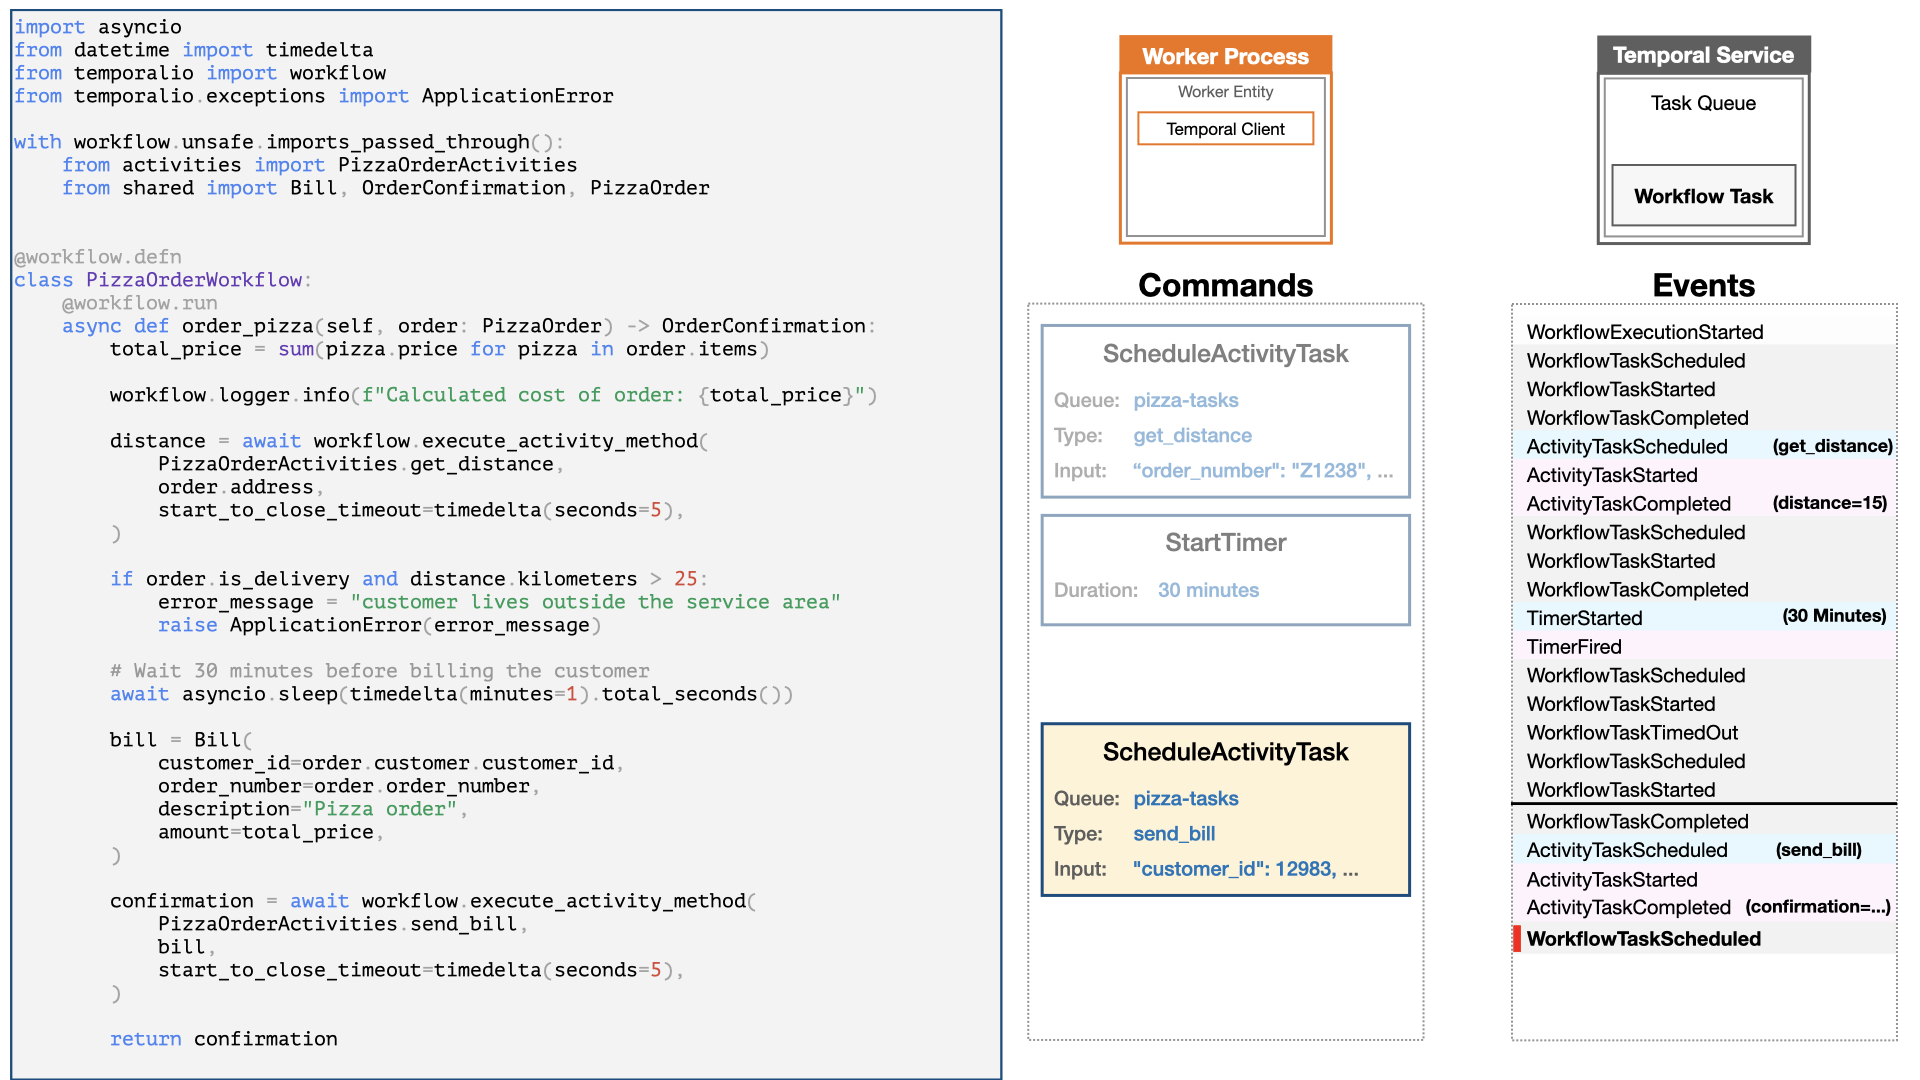 import asyncio
from datetime import timedelta
from temporalio import workflow
from temporalio.exceptions import ApplicationError

with workflow.unsafe.imports_passed_through():
    from activities import PizzaOrderActivities
    from shared import Bill, OrderConfirmation, PizzaOrder

@workflow.defn
class PizzaOrderWorkflow:
    @workflow.run
    async def order_pizza(self, order: PizzaOrder) -> OrderConfirmation:
        total_price = sum(pizza.price for pizza in order.items)

        workflow.logger.info(f"Calculated cost of order: {total_price}")

        distance = await workflow.execute_activity_method(
            PizzaOrderActivities.get_distance,
            order.address,
            start_to_close_timeout=timedelta(seconds=5),
        )

        if order.is_delivery and distance.kilometers > 25:
            error_message = "customer lives outside the service area"
            raise ApplicationError(error_message)

        # Wait 30 minutes before billing the customer
        await asyncio.sleep(timedelta(minutes=1).total_seconds())

        bill = Bill(
            customer_id=order.customer.customer_id,
            order_number=order.order_number,
            description="Pizza order",
            amount=total_price,
        )

        confirmation = await workflow.execute_activity_method(
            PizzaOrderActivities.send_bill,
            bill,
            start_to_close_timeout=timedelta(seconds=5),
        )

        return confirmation
Worker Process
Worker Entity
Temporal Client
Commands
ScheduleActivityTask
Queue: pizza-tasks
Type: get_distance
Input: “order_number": "Z1238", ...
StartTimer
Duration: 30 minutes
ScheduleActivityTask
Queue: pizza-tasks
Type: send_bill
Input: "customer_id": 12983, ...
Temporal Service
Task Queue
Workflow Task
Events
WorkflowExecutionStarted
WorkflowTaskScheduled
WorkflowTaskStarted
WorkflowTaskCompleted
ActivityTaskScheduled (get_distance)
ActivityTaskStarted
ActivityTaskCompleted (distance=15)
WorkflowTaskScheduled
WorkflowTaskStarted
WorkflowTaskCompleted
TimerStarted (30 Minutes)
TimerFired
WorkflowTaskScheduled
WorkflowTaskStarted
WorkflowTaskTimedOut
WorkflowTaskScheduled
WorkflowTaskStarted
WorkflowTaskCompleted
ActivityTaskScheduled (send_bill)
ActivityTaskStarted
ActivityTaskCompleted (confirmation=...)
WorkflowTaskScheduled